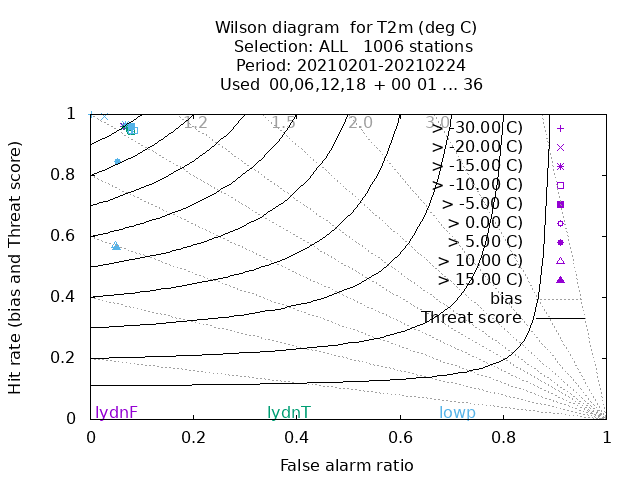 Wilson diagram  for T2m (deg C)
Selection: ALL   1006 stations
Period: 20210201-20210224
Used  00,06,12,18 + 00 01 ... 36
1.2 1.5 2.0 3.0
> -30.00 C)
> -20.00 C)
> -15.00 C)
> -10.00 C)
> -5.00 C)
> 0.00 C)
> 5.00 C)
> 10.00 C)
> 15.00 C)
bias
Threat score
Hit rate (bias and Threat score)
1
0.8
0.6
0.4
0.2
0
lydnF lydnT lowp
0 0.2 0.4 0.6 0.8 1
False alarm ratio